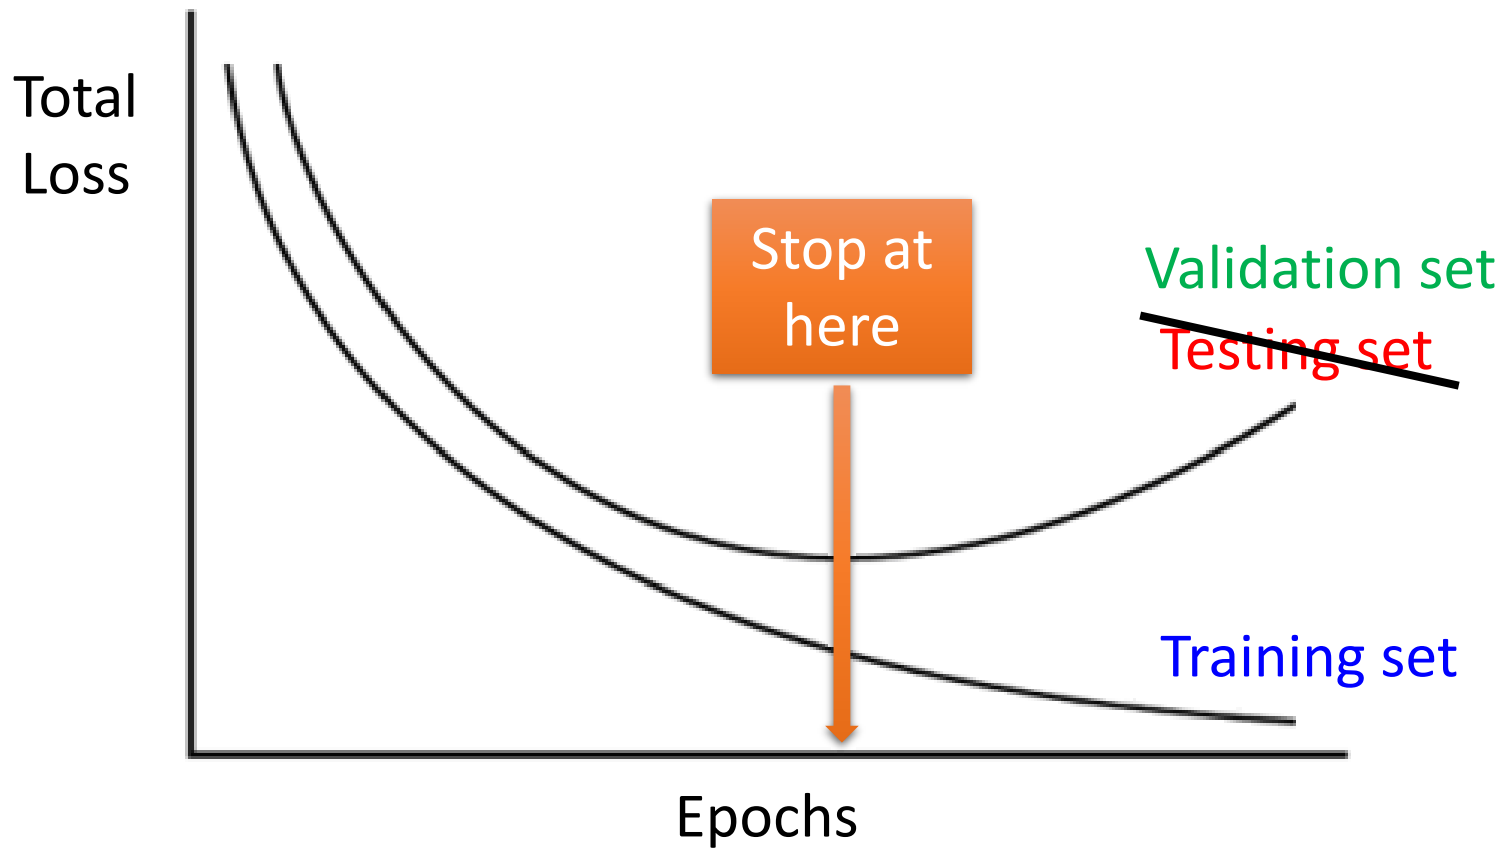 Total
Loss
Stop at
here
Validation set
Testing set
Training set
Epochs